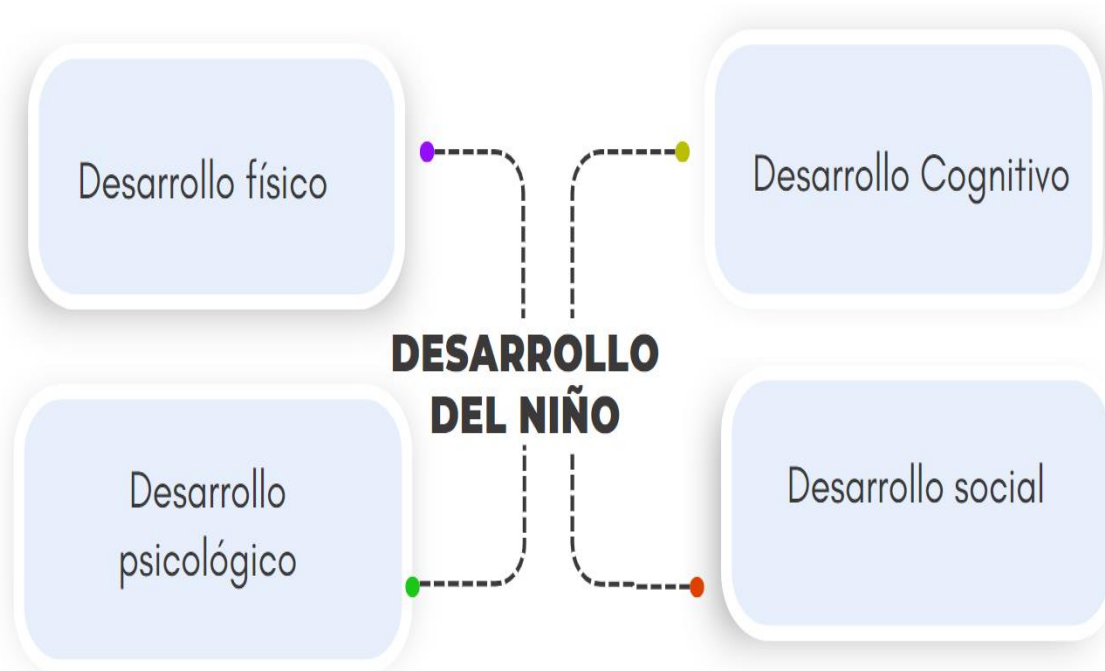 Desarrollo físico
Desarrollo Cognitivo
DESARROLLO
DEL NIÑO
Desarrollo
psicológico
Desarrollo social